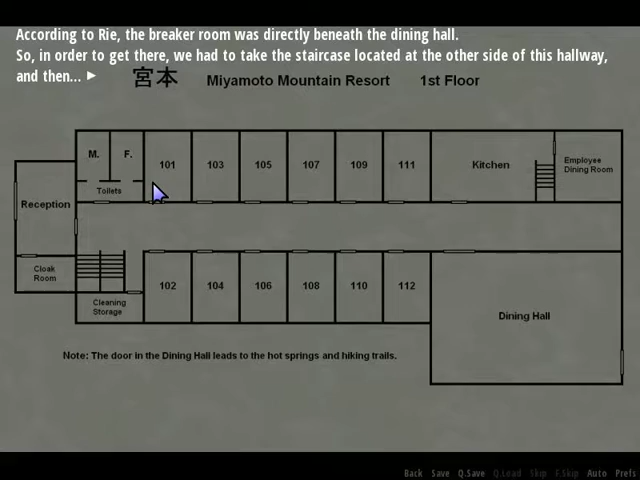 According to Rie, the breaker room was directly beneath the dining hall.
So, in order to get there, we had to take the staircase located at the other side of this hallway,
and then...
宮本 Miyamoto Mountain Resort 1st Floor
M. F. 101 103 105 107 109 111 Kitchen Employee
Dining Room
Toilets
Reception
Cloak
Room
102 104 106 108 110 112
Cleaning
Storage
Dining Hall
Note: The door in the Dining Hall leads to the hot springs and hiking trails.
Back Save Q.Save Q.Load Skip F.Skip Auto Prefs